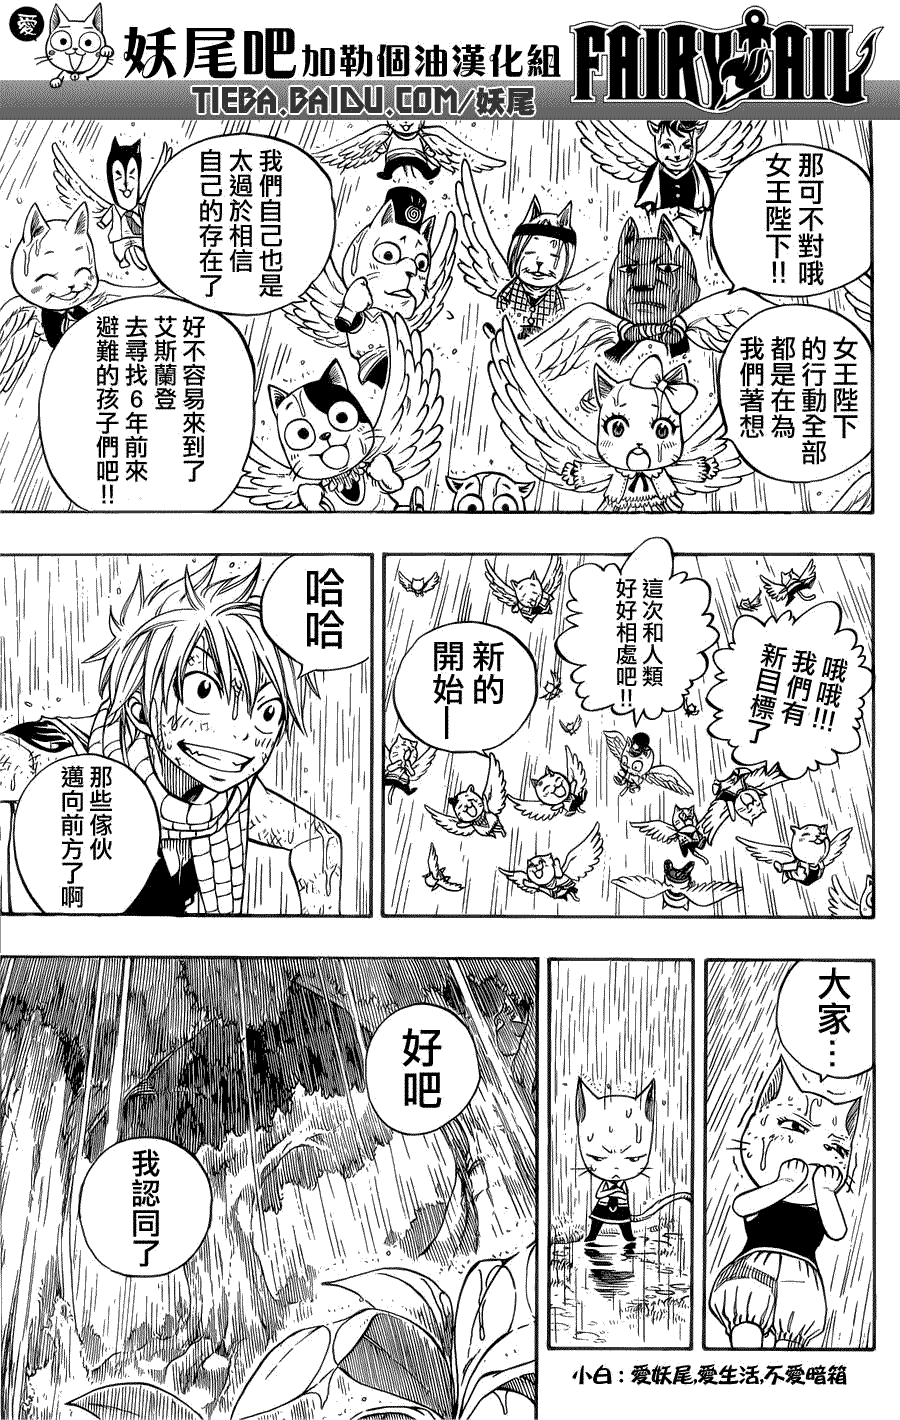 愛
妖尾吧
加勒個油漢化組
FAIRY TAIL
TIEBA.BAIDU.COM/妖尾
那可不對哦
女王陛下!!
女王陛下
的行動全部
都是在為
我們著想
我們自己也是
太過於相信
自己的存在了
好不容易來到了
艾斯蘭登
去尋找6年前來
避難的孩子們吧!!
哦哦!!!
我們有
新目標了
這次和人類
好好相處吧!!
新的
開始—
哈哈
那些傢伙
邁向前方了啊
大家…
好吧
我認同了
小白:愛妖尾,愛生活,不愛暗箱